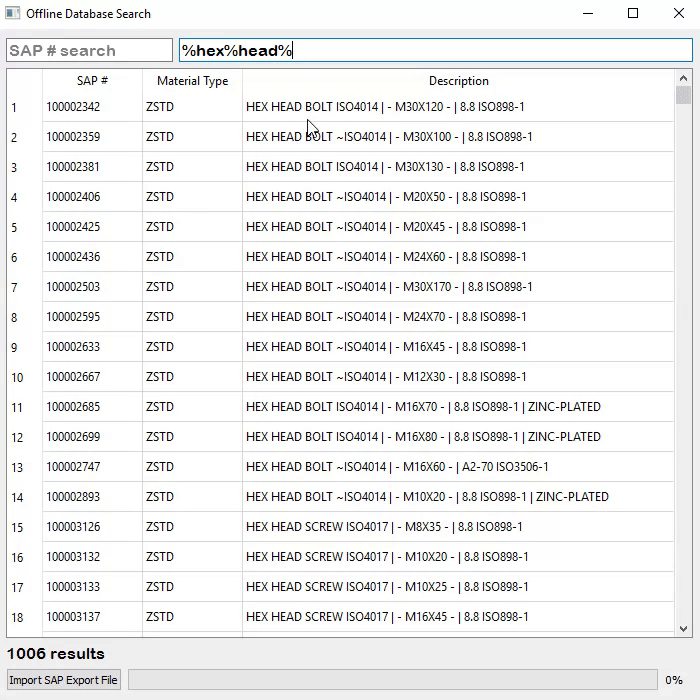 Offline Database Search
SAP # search %hex%head%
SAP # Material Type Description
1 100002342 ZSTD HEX HEAD BOLT ISO4014 | - M30X120 - | 8.8 ISO898-1
2 100002359 ZSTD HEX HEAD BOLT ~ISO4014 | - M30X100 - | 8.8 ISO898-1
3 100002381 ZSTD HEX HEAD BOLT ISO4014 | - M30X130 - | 8.8 ISO898-1
4 100002406 ZSTD HEX HEAD BOLT ~ISO4014 | - M20X50 - | 8.8 ISO898-1
5 100002425 ZSTD HEX HEAD BOLT ~ISO4014 | - M20X45 - | 8.8 ISO898-1
6 100002436 ZSTD HEX HEAD BOLT ~ISO4014 | - M24X60 - | 8.8 ISO898-1
7 100002503 ZSTD HEX HEAD BOLT ~ISO4014 | - M30X170 - | 8.8 ISO898-1
8 100002595 ZSTD HEX HEAD BOLT ~ISO4014 | - M24X70 - | 8.8 ISO898-1
9 100002633 ZSTD HEX HEAD BOLT ~ISO4014 | - M16X45 - | 8.8 ISO898-1
10 100002667 ZSTD HEX HEAD BOLT ~ISO4014 | - M12X30 - | 8.8 ISO898-1
11 100002685 ZSTD HEX HEAD BOLT ISO4014 | - M16X70 - | 8.8 ISO898-1 | ZINC-PLATED
12 100002699 ZSTD HEX HEAD BOLT ISO4014 | - M16X80 - | 8.8 ISO898-1 | ZINC-PLATED
13 100002747 ZSTD HEX HEAD BOLT ~ISO4014 | - M16X60 - | A2-70 ISO3506-1
14 100002893 ZSTD HEX HEAD BOLT ~ISO4014 | - M10X20 - | 8.8 ISO898-1 | ZINC-PLATED
15 100003126 ZSTD HEX HEAD SCREW ISO4017 | - M8X35 - | 8.8 ISO898-1
16 100003132 ZSTD HEX HEAD SCREW ISO4017 | - M10X20 - | 8.8 ISO898-1
17 100003133 ZSTD HEX HEAD SCREW ISO4017 | - M10X25 - | 8.8 ISO898-1
18 100003137 ZSTD HEX HEAD SCREW ISO4017 | - M16X45 - | 8.8 ISO898-1
1006 results
Import SAP Export File 0%